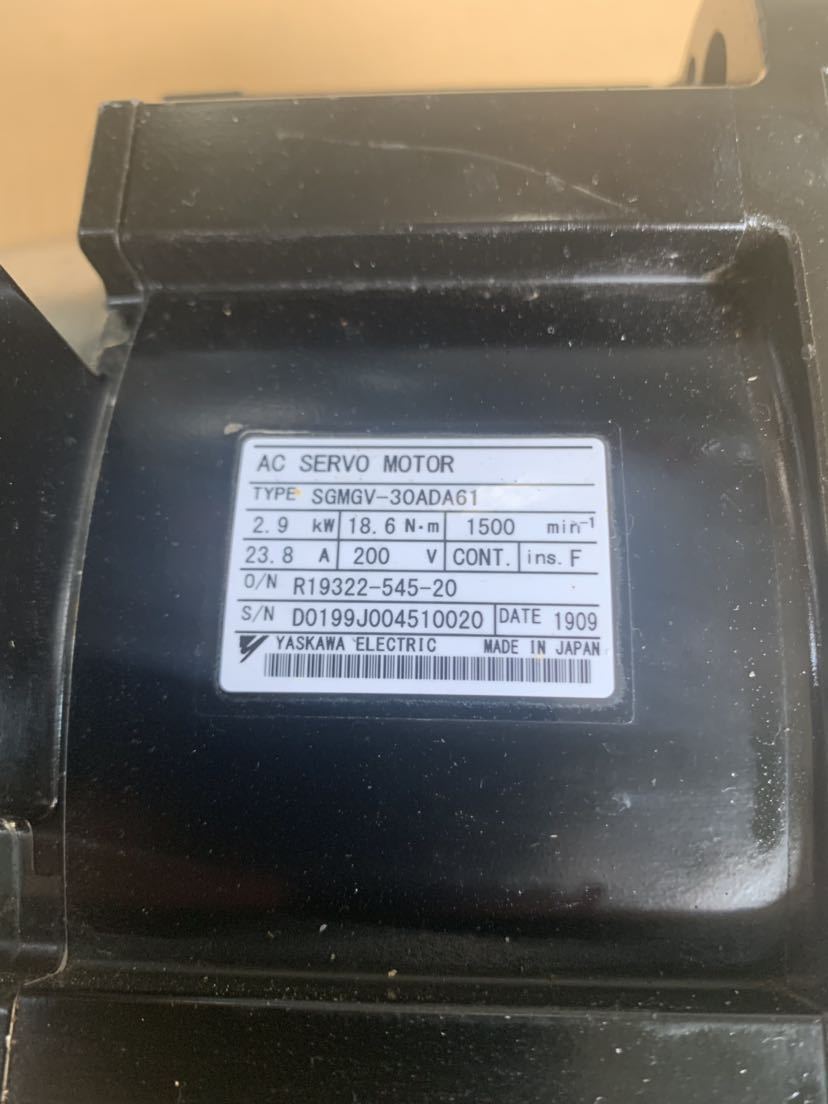 AC SERVO MOTOR
TYPE SGMGV-30ADA61
2.9 kW 18.6 N·m 1500 min⁻¹
23.8 A 200 V CONT. ins. F
O/N R19322-545-20
S/N D0199J004510020 DATE 1909
YASKAWA ELECTRIC MADE IN JAPAN